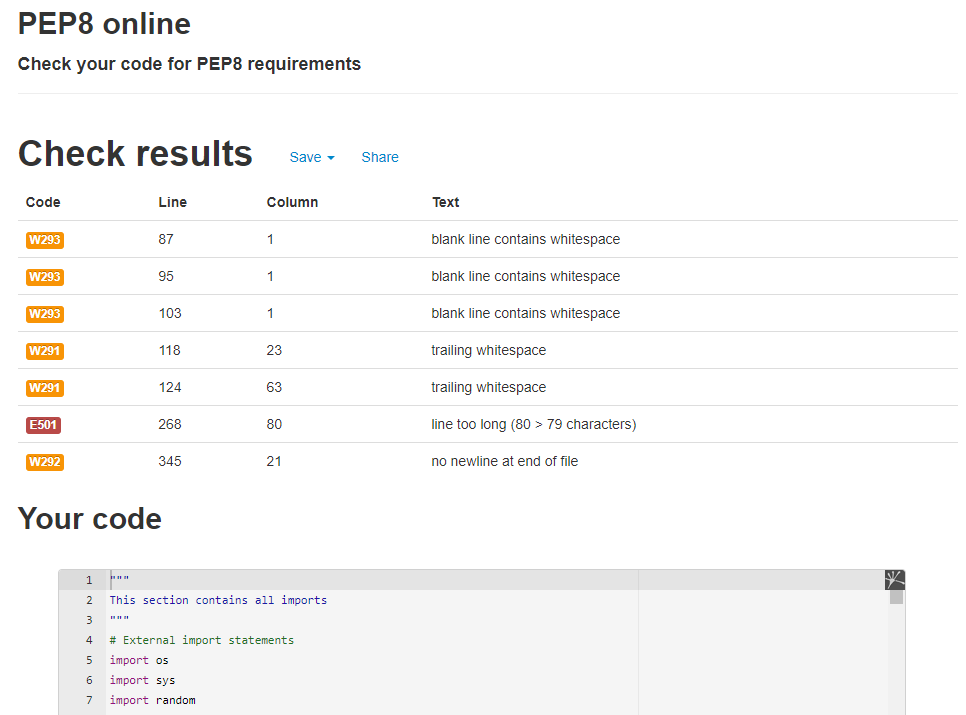 PEP8 online
Check your code for PEP8 requirements
Check results Save Share
Code Line Column Text
W293 87 1 blank line contains whitespace
W293 95 1 blank line contains whitespace
W293 103 1 blank line contains whitespace
W291 118 23 trailing whitespace
W291 124 63 trailing whitespace
E501 268 80 line too long (80 > 79 characters)
W292 345 21 no newline at end of file
Your code
1 """
2 This section contains all imports
3 """
4 # External import statements
5 import os
6 import sys
7 import random